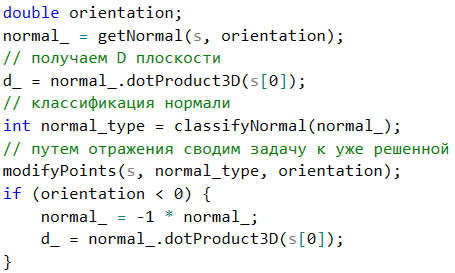 double orientation;
normal_ = getNormal(s, orientation);
// получаем D плоскости
d_ = normal_.dotProduct3D(s[0]);
// классификация нормали
int normal_type = classifyNormal(normal_);
// путем отражения сводим задачу к уже решенной
modifyPoints(s, normal_type, orientation);
if (orientation < 0) {
    normal_ = -1 * normal_;
    d_ = normal_.dotProduct3D(s[0]);
}